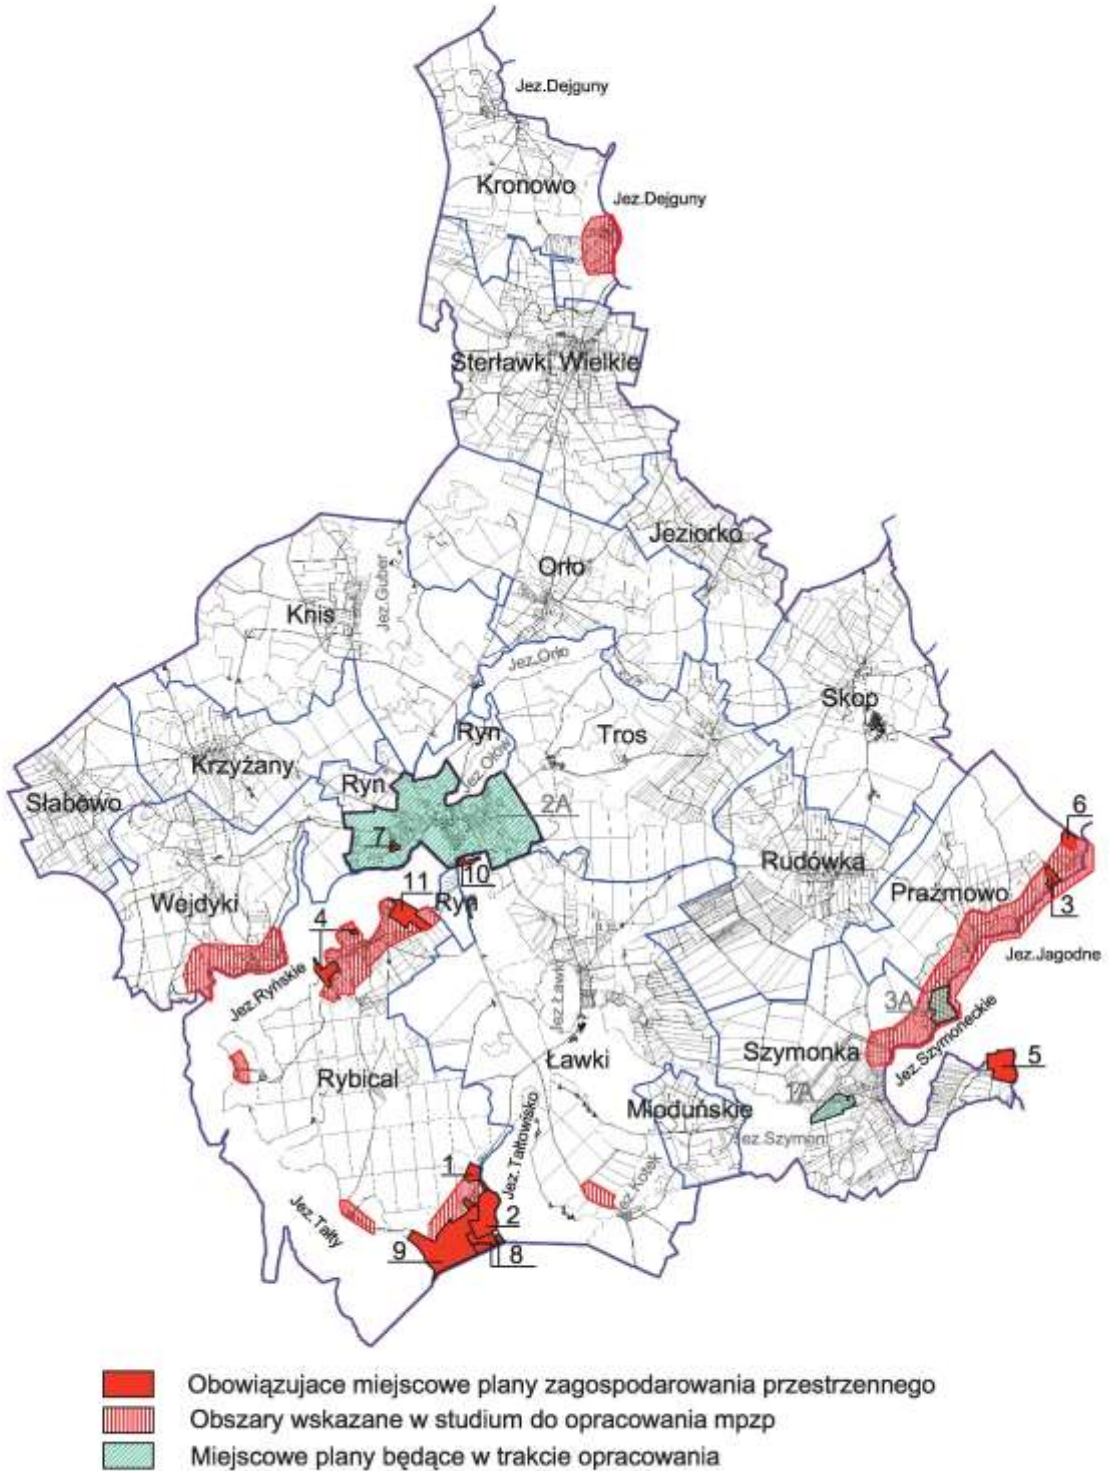 Jez.Dejguny
Kronowo
Jez.Dejguny
Sterławki Wielkie
Jeziorko
Orło
Jez.Guber
Knis
Jez.Orło
Skop
Ryn
Tros
Krzyżany
Jez.Ołów
Ryn
Słabowo
2A
6
7
Rudówka
10
11
Prażmowo
Wejdyki
Ryn
3
4
Jez.Jagodne
Jez.Ryńskie
Jez.Ławki
3A
Jez.Szymoneckie
Szymonka
5
Ławki
Rybical
1A
Mioduńskie
Jez.Szymon
Jez.Tałtowisko
1
Jez.Kotek
Jez.Tałty
2
9
8
Obowiązujace miejscowe plany zagospodarowania przestrzennego
Obszary wskazane w studium do opracowania mpzp
Miejscowe plany będące w trakcie opracowania